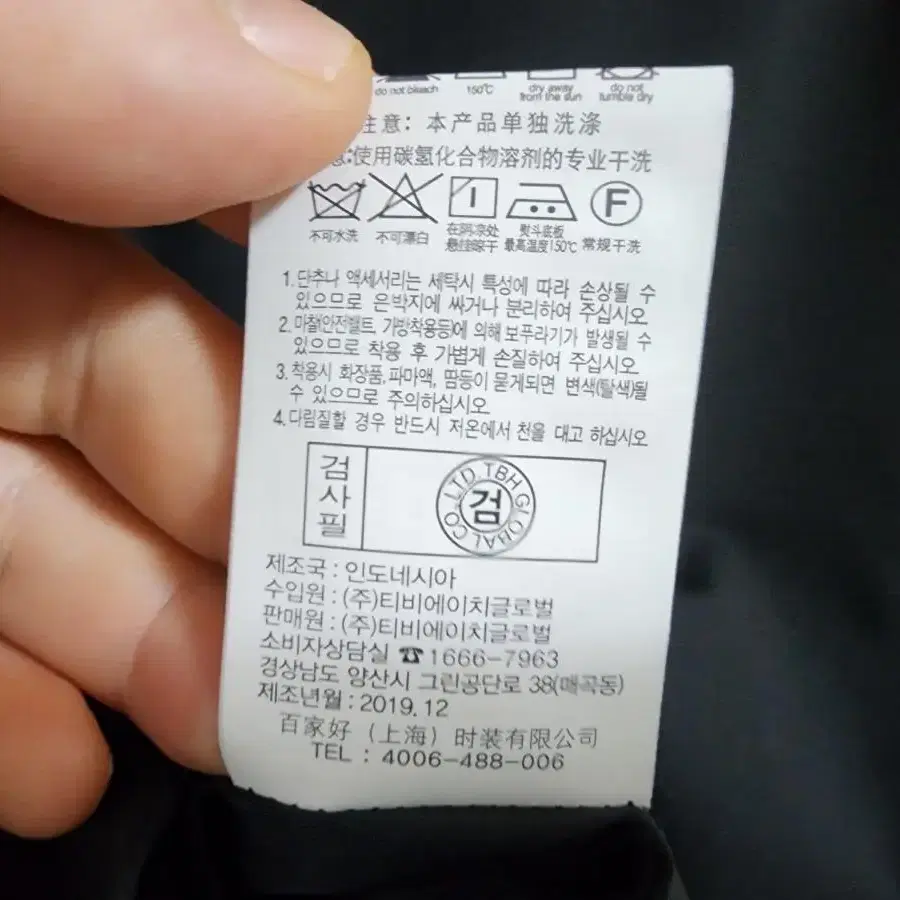 do not bleach
150℃
dry away from the sun
do not tumble dry
注意: 本产品单独洗涤
:使用碳氢化合物溶剂的专业干洗
F
不可水洗
不可漂白
在阴凉处
悬挂晾干
熨斗底板
最高温度150℃
常规干洗
1.단추나 액세서리는 세탁시 특성에 따라 손상될 수
있으므로 은박지에 싸거나 분리하여 주십시오
2.마찰(안전밸트, 가방착용등)에 의해 보푸라기가 발생될 수
있으므로 착용 후 가볍게 손질하여 주십시오
3.착용시 화장품,파마액, 땀등이 묻게되면 변색(탈색)될
수 있으므로 주의하십시오
4.다림질할 경우 반드시 저온에서 천을 대고 하십시오
검사필
검
TBH GLOBAL CO., LTD.
제조국 : 인도네시아
수입원 : (주)티비에이치글로벌
판매원 : (주)티비에이치글로벌
소비자상담실 ☎1666-7963
경상남도 양산시 그린공단로 38(매곡동)
제조년월 : 2019.12
百家好 (上海) 时装有限公司
TEL : 4006-488-006